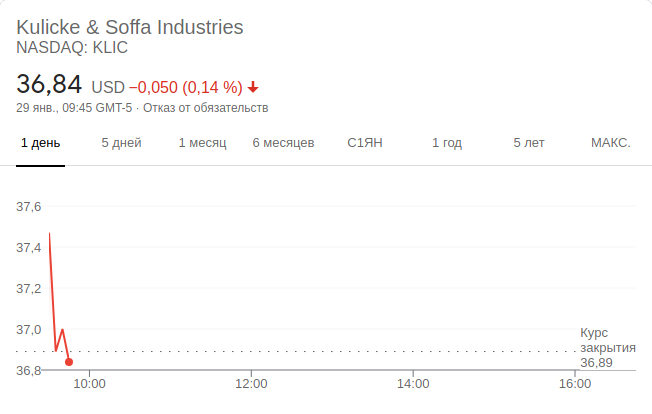 Kulicke & Soffa Industries
NASDAQ: KLIC
36,84 USD −0,050 (0,14 %)
29 янв., 09:45 GMT-5 · Отказ от обязательств
1 день 5 дней 1 месяц 6 месяцев С1ЯН 1 год 5 лет МАКС.
37,6
37,4
37,2
37,0
36,8
Курс
закрытия
36,89
10:00 12:00 14:00 16:00